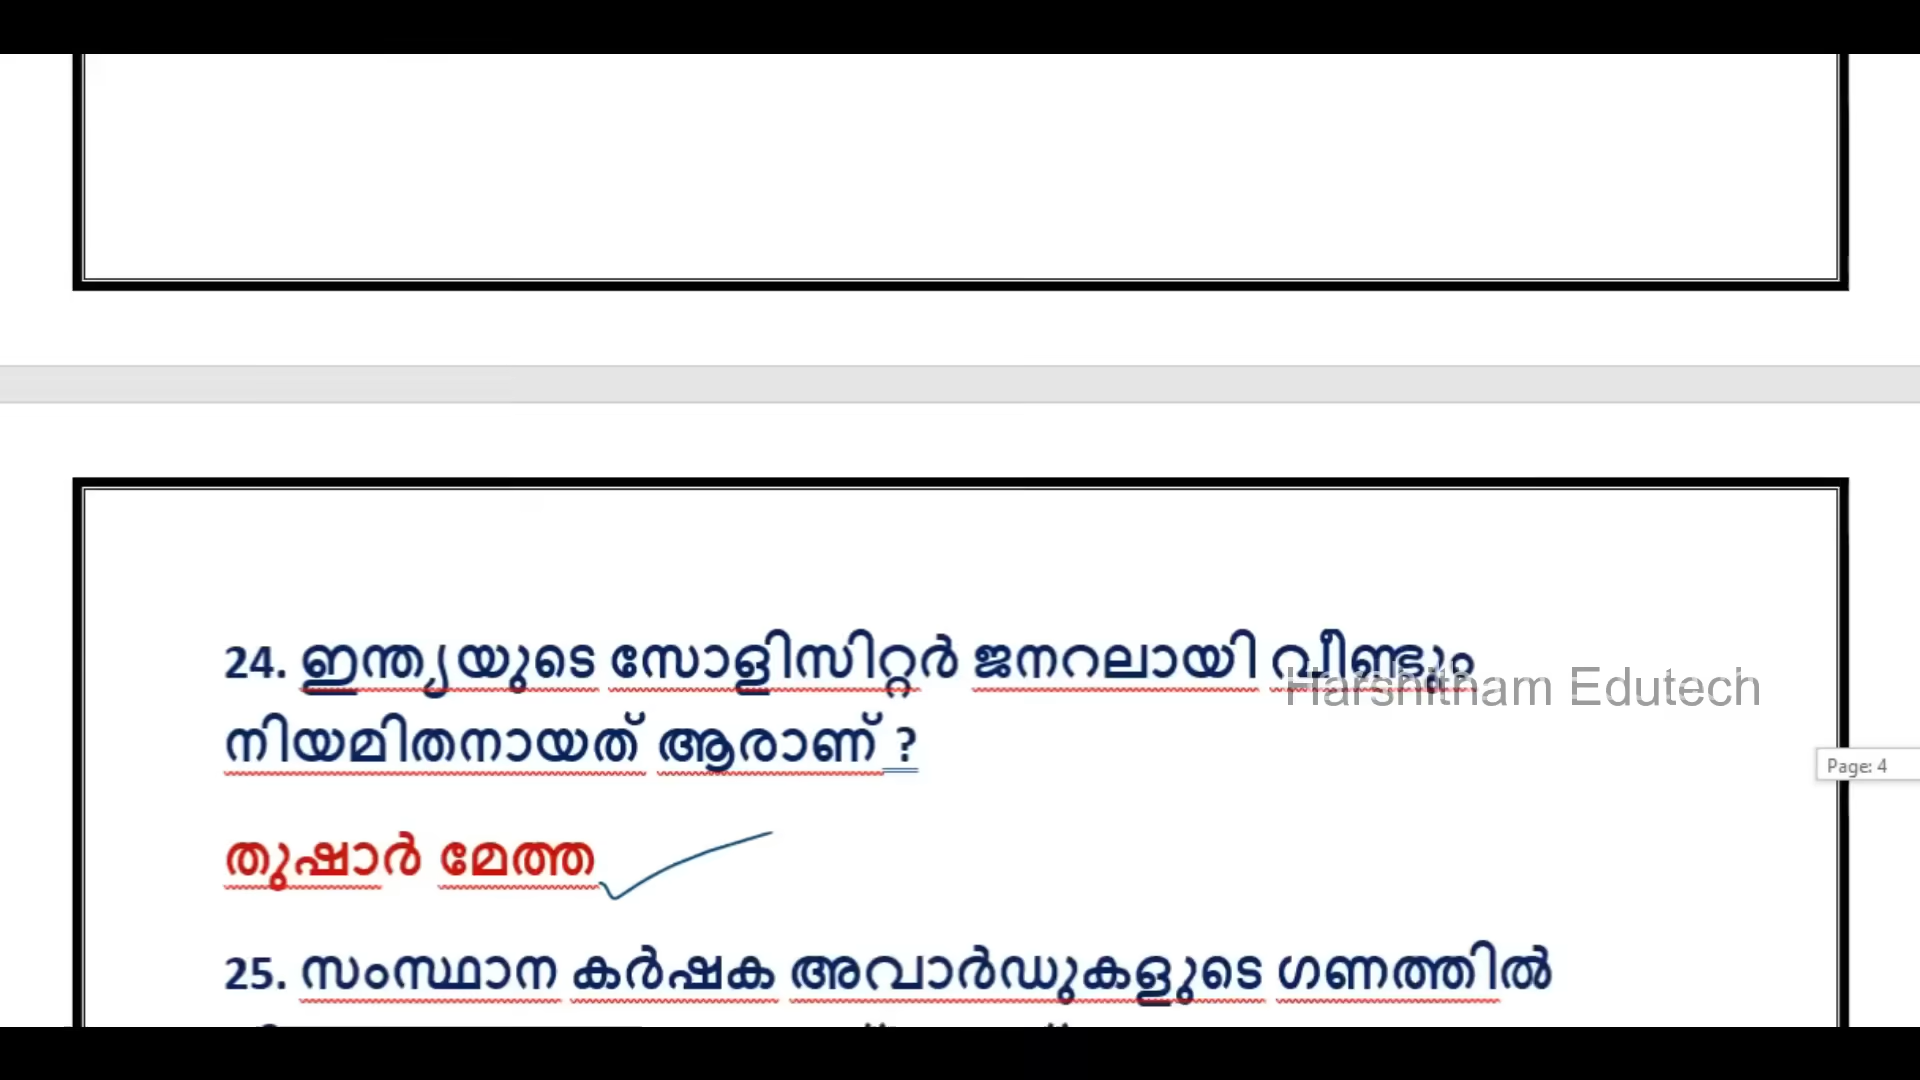 24. ഇന്ത്യയുടെ സോളിസിറ്റർ ജനറലായി വീണ്ടും
Harshitham Edutech
നിയമിതനായത് ആരാണ് ?
Page: 4
തുഷാർ മേത്ത
25. സംസ്ഥാന കർഷക അവാർഡുകളുടെ ഗണത്തിൽ